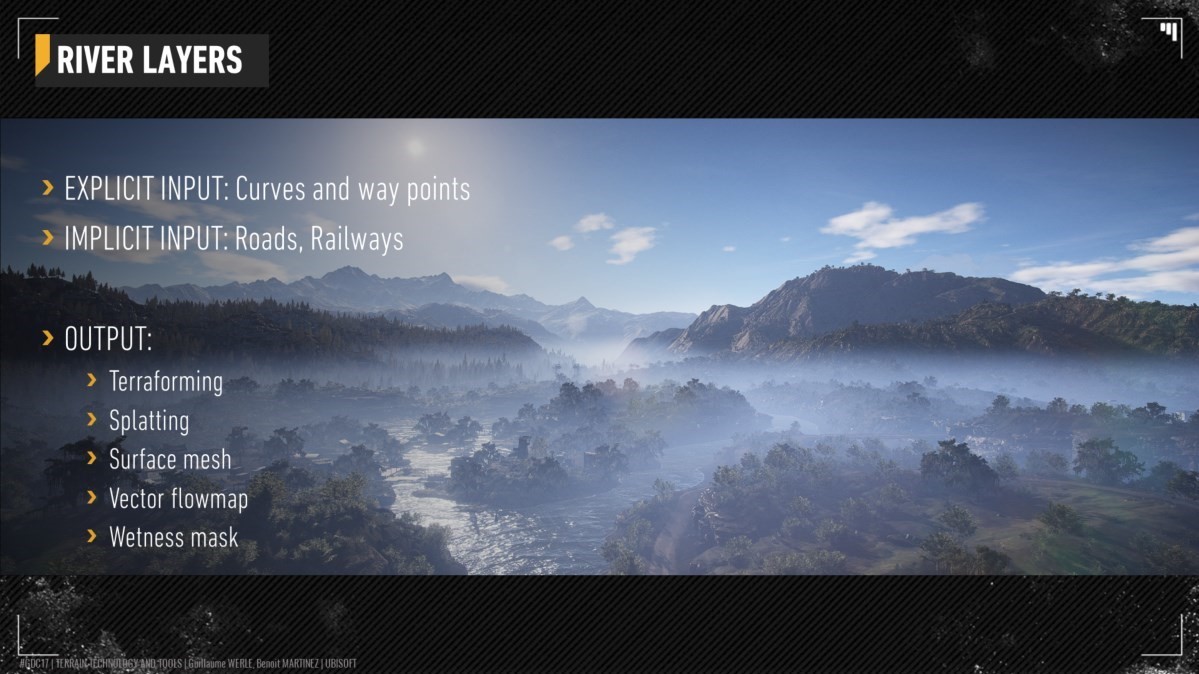 RIVER LAYERS
EXPLICIT INPUT: Curves and way points
IMPLICIT INPUT: Roads, Railways
OUTPUT:
Terraforming
Splatting
Surface mesh
Vector flowmap
Wetness mask
#GDC17 | TERRAIN TECHNOLOGY AND TOOLS | Guillaume WERLE, Benoit MARTINEZ | UBISOFT